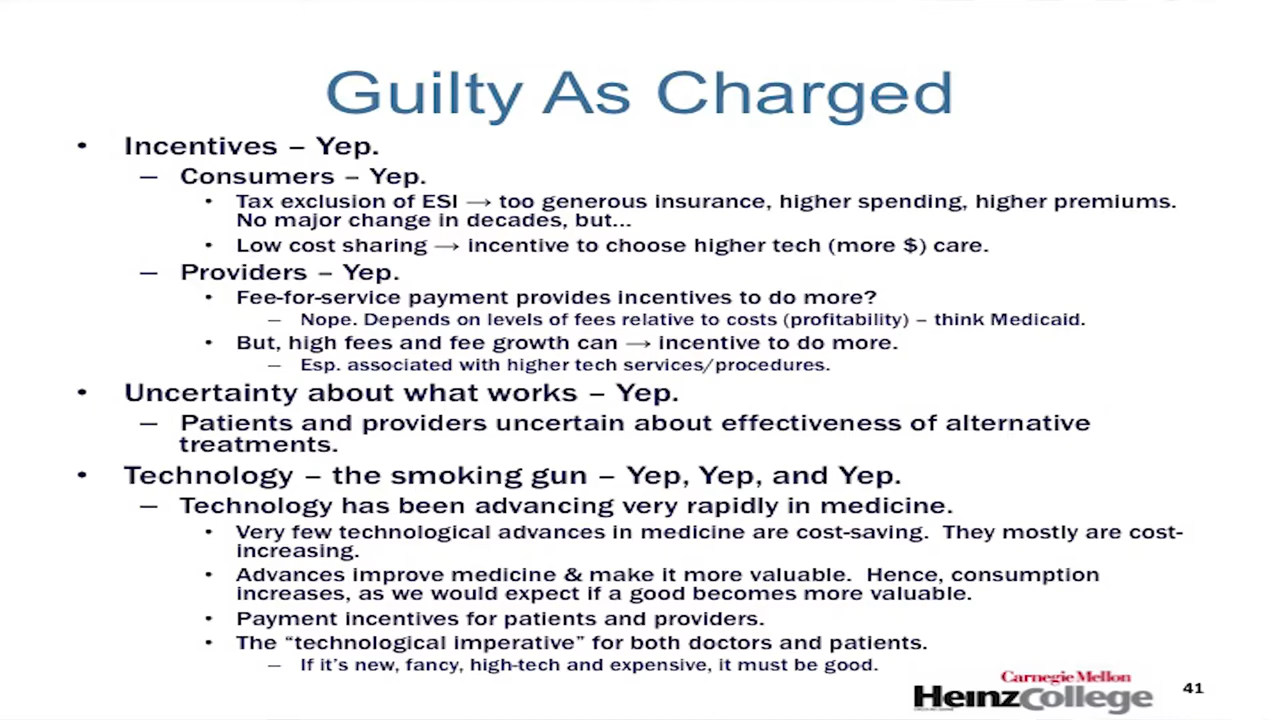 Guilty As Charged
• Incentives – Yep.
– Consumers – Yep.
• Tax exclusion of ESI → too generous insurance, higher spending, higher premiums.
No major change in decades, but...
• Low cost sharing → incentive to choose higher tech (more $) care.
– Providers – Yep.
• Fee-for-service payment provides incentives to do more?
– Nope. Depends on levels of fees relative to costs (profitability) – think Medicaid.
• But, high fees and fee growth can → incentive to do more.
– Esp. associated with higher tech services/procedures.
• Uncertainty about what works – Yep.
– Patients and providers uncertain about effectiveness of alternative
treatments.
• Technology – the smoking gun – Yep, Yep, and Yep.
– Technology has been advancing very rapidly in medicine.
• Very few technological advances in medicine are cost-saving. They mostly are cost-
increasing.
• Advances improve medicine & make it more valuable. Hence, consumption
increases, as we would expect if a good becomes more valuable.
• Payment incentives for patients and providers.
• The “technological imperative” for both doctors and patients.
– If it’s new, fancy, high-tech and expensive, it must be good.
Carnegie Mellon
HeinzCollege
41